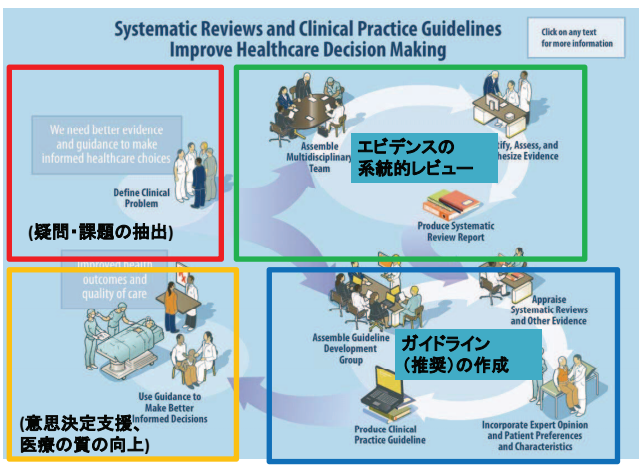 Systematic Reviews and Clinical Practice Guidelines
Improve Healthcare Decision Making
Click on any text
for more information
We need better evidence
and guidance to make
informed healthcare choices
Define Clinical
Problem
(疑問・課題の抽出)
Assemble
Multidisciplinary
Team
エビデンスの
系統的レビュー
Assess, and
Evidence
Produce Systematic
Review Report
Improved health
outcomes and
quality of care
Use Guidance to
Make Better
Informed Decisions
(意思決定支援、
医療の質の向上)
Assemble Guideline
Development
Group
ガイドライン
(推奨)の作成
Appraise
Systematic Reviews
and Other Evidence
Produce Clinical
Practice Guideline
Incorporate Expert Opinion
and Patient Preferences
and Characteristics